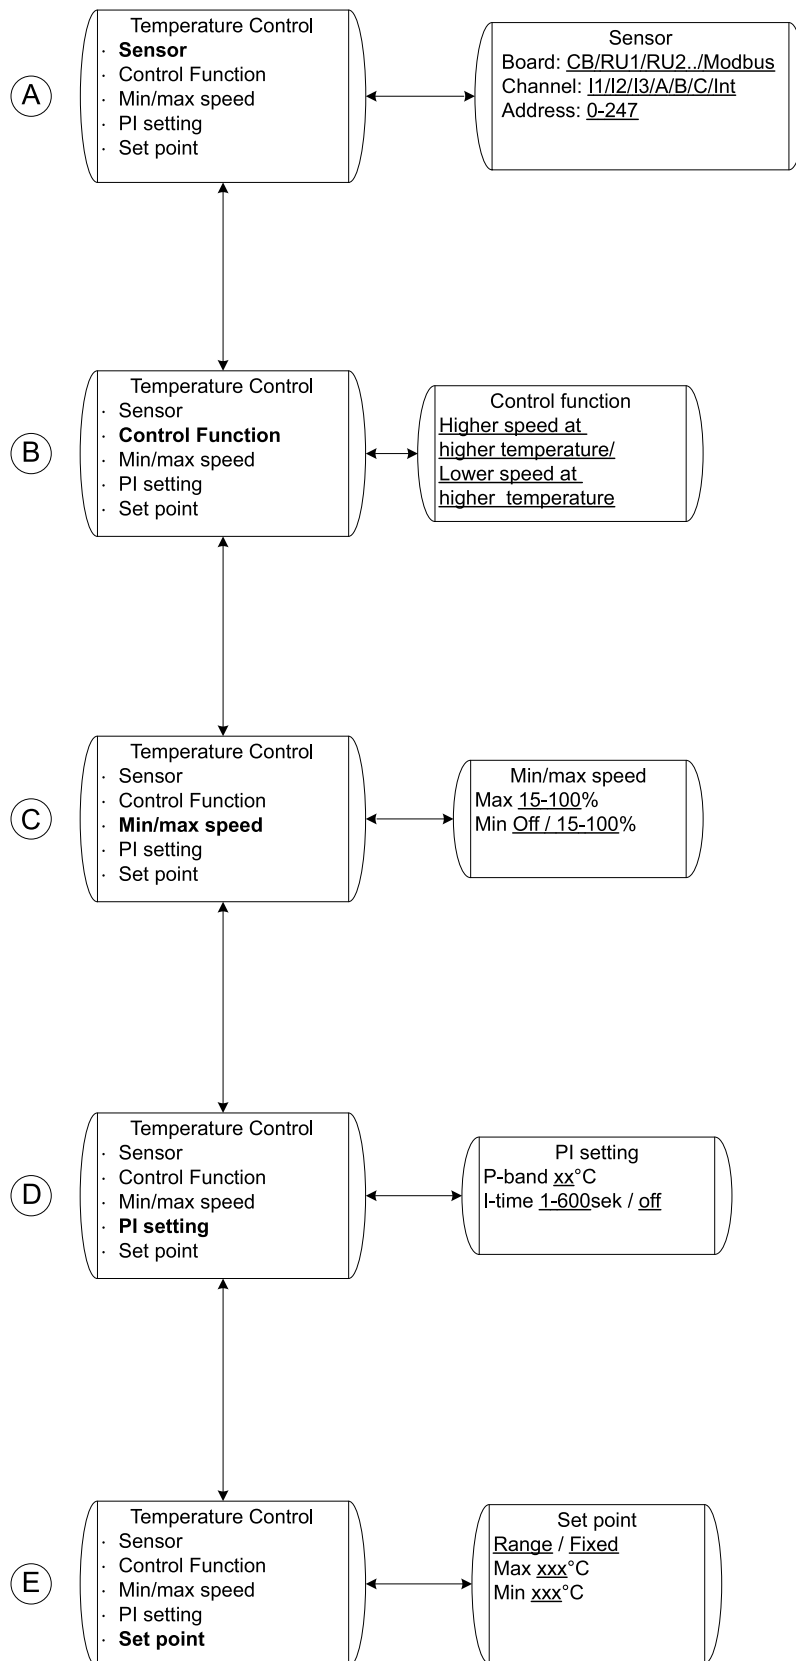 A
Temperature Control
· Sensor
· Control Function
· Min/max speed
· PI setting
· Set point
Sensor
Board: CB/RU1/RU2../Modbus
Channel: I1/I2/I3/A/B/C/Int
Address: 0-247
B
Temperature Control
· Sensor
· Control Function
· Min/max speed
· PI setting
· Set point
Control function
Higher speed at
higher temperature/
Lower speed at
higher temperature
C
Temperature Control
· Sensor
· Control Function
· Min/max speed
· PI setting
· Set point
Min/max speed
Max 15-100%
Min Off / 15-100%
D
Temperature Control
· Sensor
· Control Function
· Min/max speed
· PI setting
· Set point
PI setting
P-band xx°C
I-time 1-600sek / off
E
Temperature Control
· Sensor
· Control Function
· Min/max speed
· PI setting
· Set point
Set point
Range / Fixed
Max xxx°C
Min xxx°C